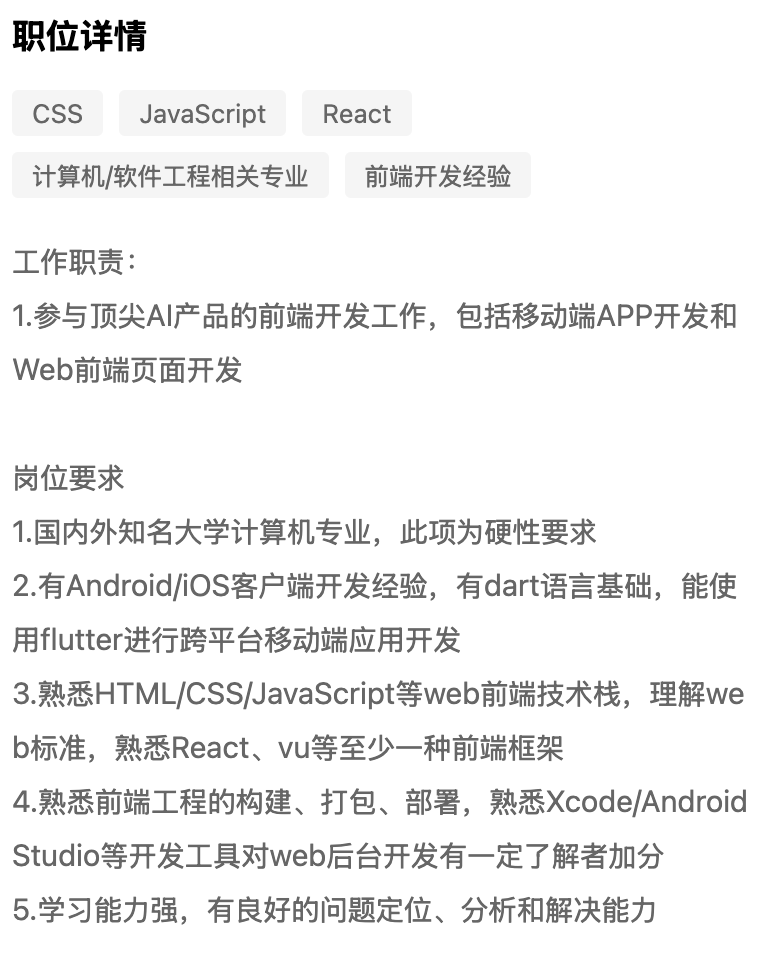 职位详情
CSS JavaScript React
计算机/软件工程相关专业 前端开发经验
工作职责：
1.参与顶尖AI产品的前端开发工作，包括移动端APP开发和
Web前端页面开发
岗位要求
1.国内外知名大学计算机专业，此项为硬性要求
2.有Android/iOS客户端开发经验，有dart语言基础，能使
用flutter进行跨平台移动端应用开发
3.熟悉HTML/CSS/JavaScript等web前端技术栈，理解we
b标准，熟悉React、vu等至少一种前端框架
4.熟悉前端工程的构建、打包、部署，熟悉Xcode/Android
Studio等开发工具对web后台开发有一定了解者加分
5.学习能力强，有良好的问题定位、分析和解决能力